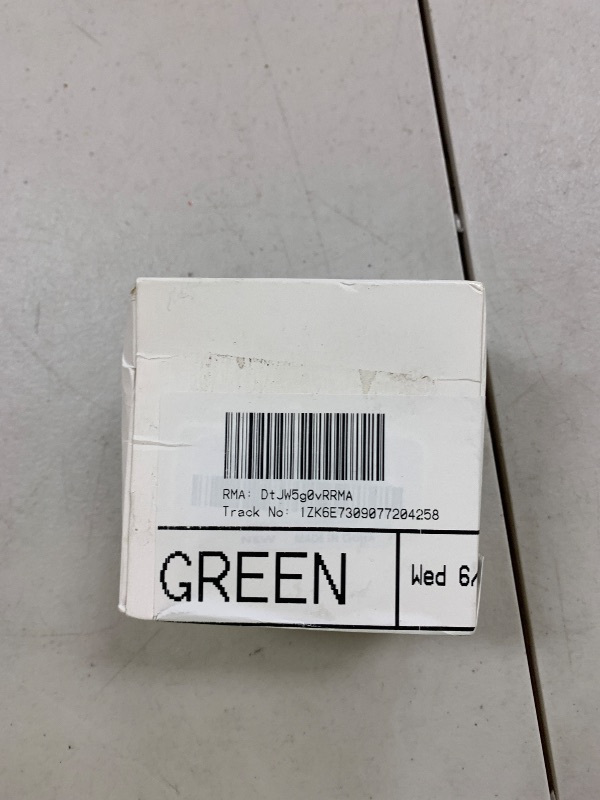 RMA: DtJW5g0vRRMA
Track No: 1ZK6E7309077204258
GREEN
Wed 6/